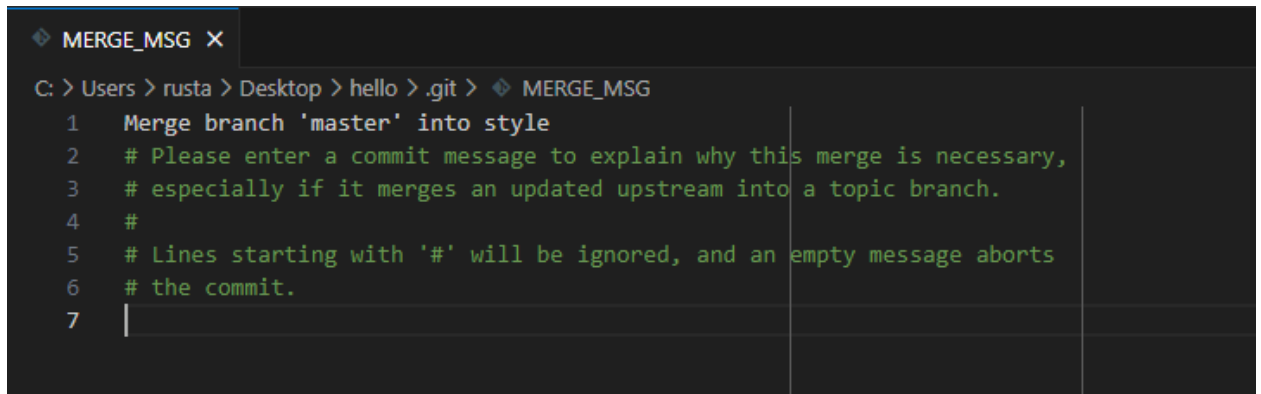 MERGE_MSG ×
C: > Users > rusta > Desktop > hello > .git > MERGE_MSG
1 Merge branch 'master' into style
2 # Please enter a commit message to explain why this merge is necessary,
3 # especially if it merges an updated upstream into a topic branch.
4 #
5 # Lines starting with '#' will be ignored, and an empty message aborts
6 # the commit.
7